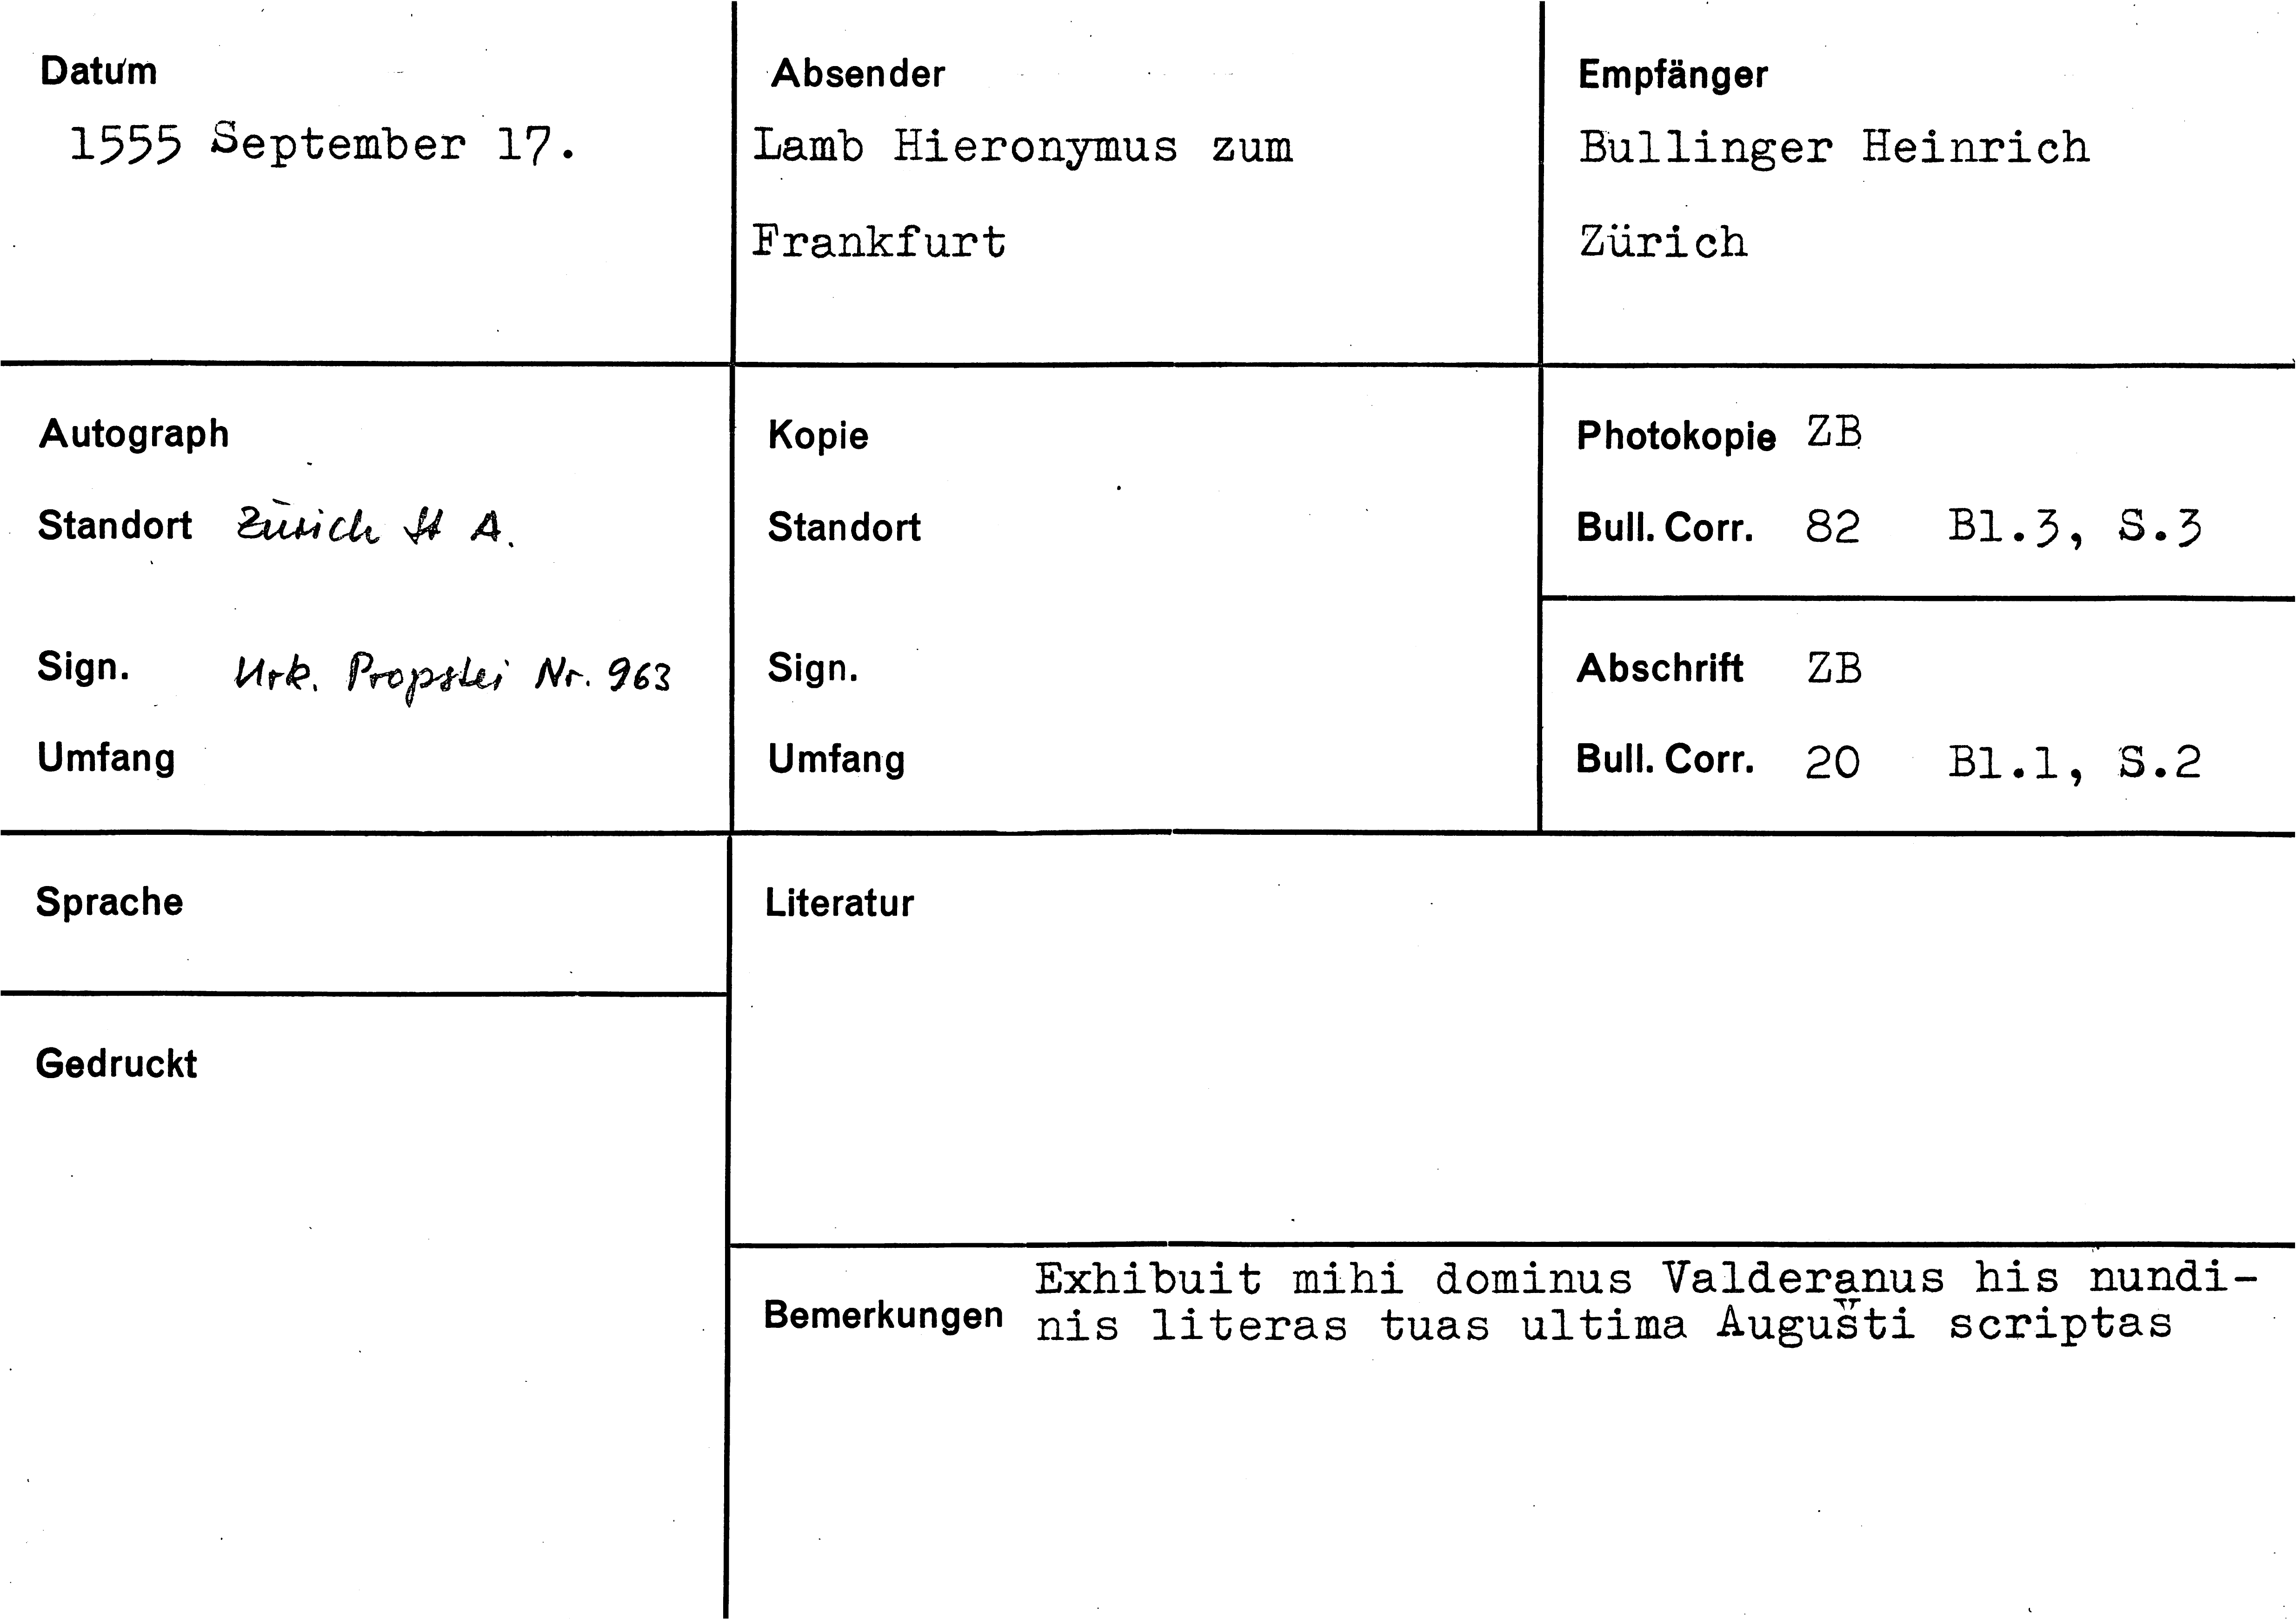 Datum
1555 September 17.
Absender
Lamb Hieronymus zum
Frankfurt
Empfänger
Bullinger Heinrich
Zürich
Autograph
Standort Zürich St A.
Sign. Urk. Propstei Nr. 963
Umfang
Kopie
Standort
Sign.
Umfang
Photokopie ZB
Bull. Corr. 82 Bl.3, S.3
Abschrift ZB
Bull. Corr. 20 Bl.1, S.2
Sprache
Gedruckt
Literatur
Bemerkungen
Exhibuit mihi dominus Valderanus his nundi-
nis literas tuas ultima Augusti scriptas